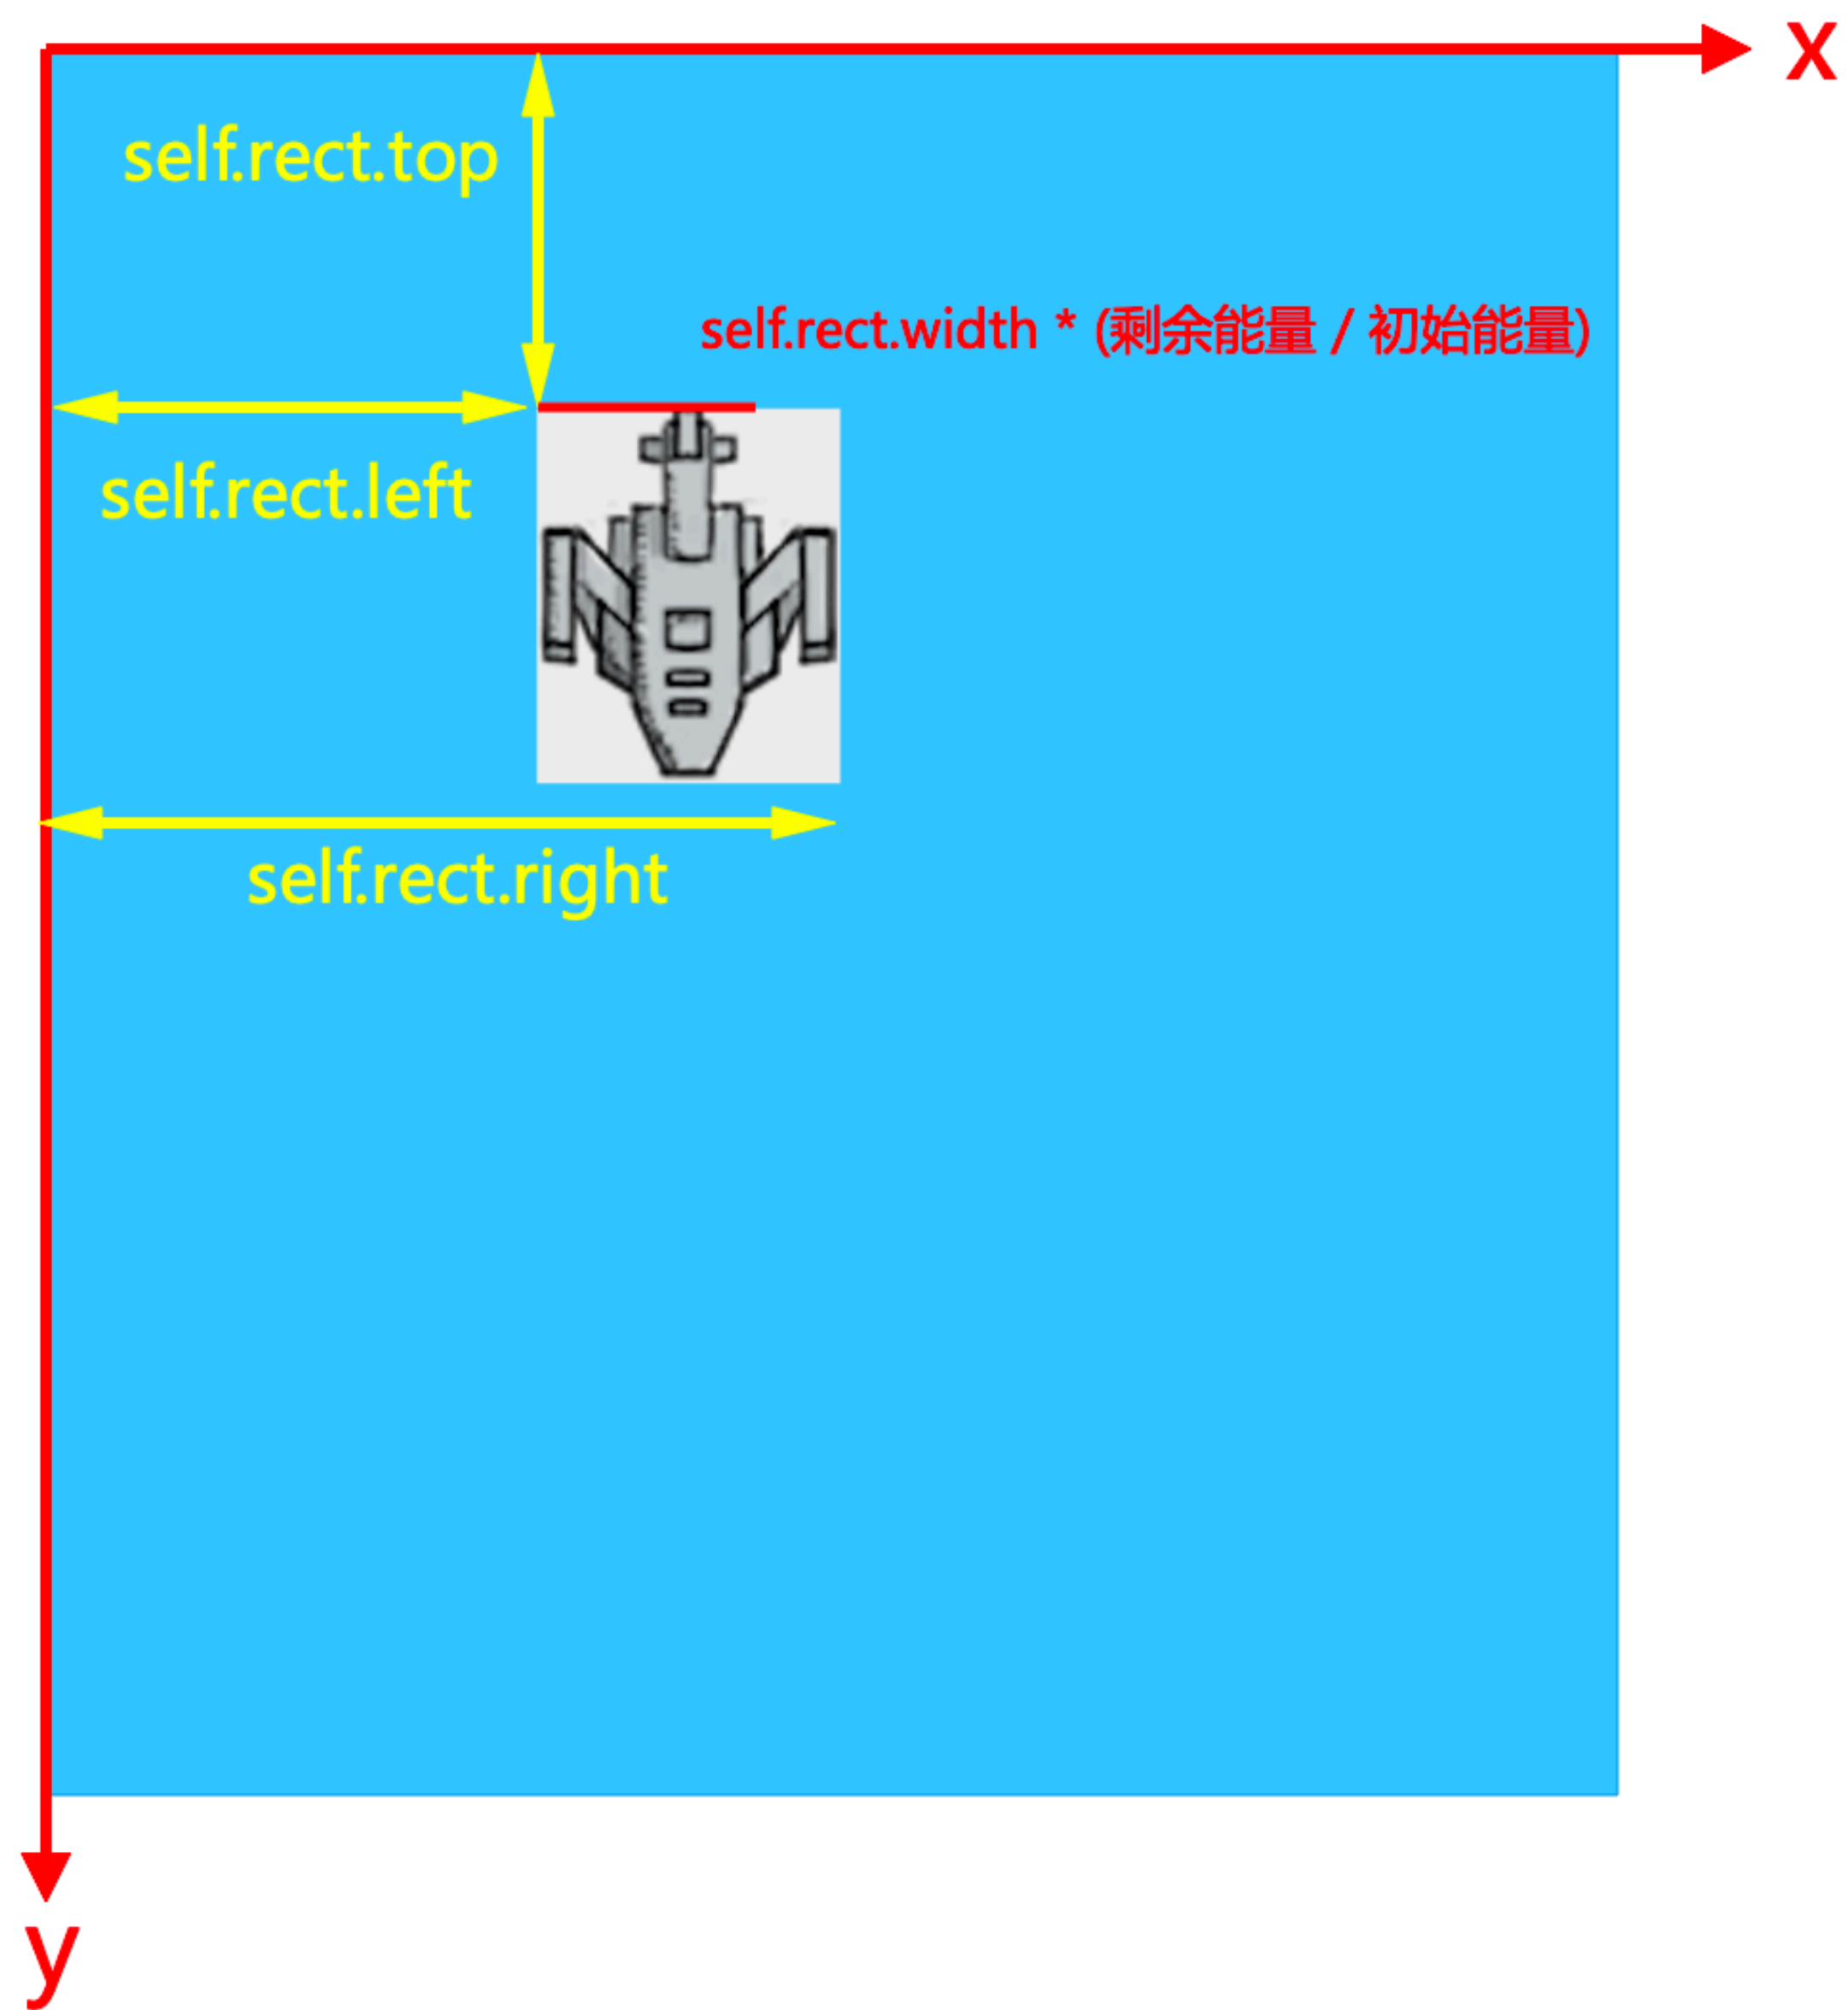 x
self.rect.top
self.rect.width * (剩余能量 / 初始能量)
self.rect.left
self.rect.right
y